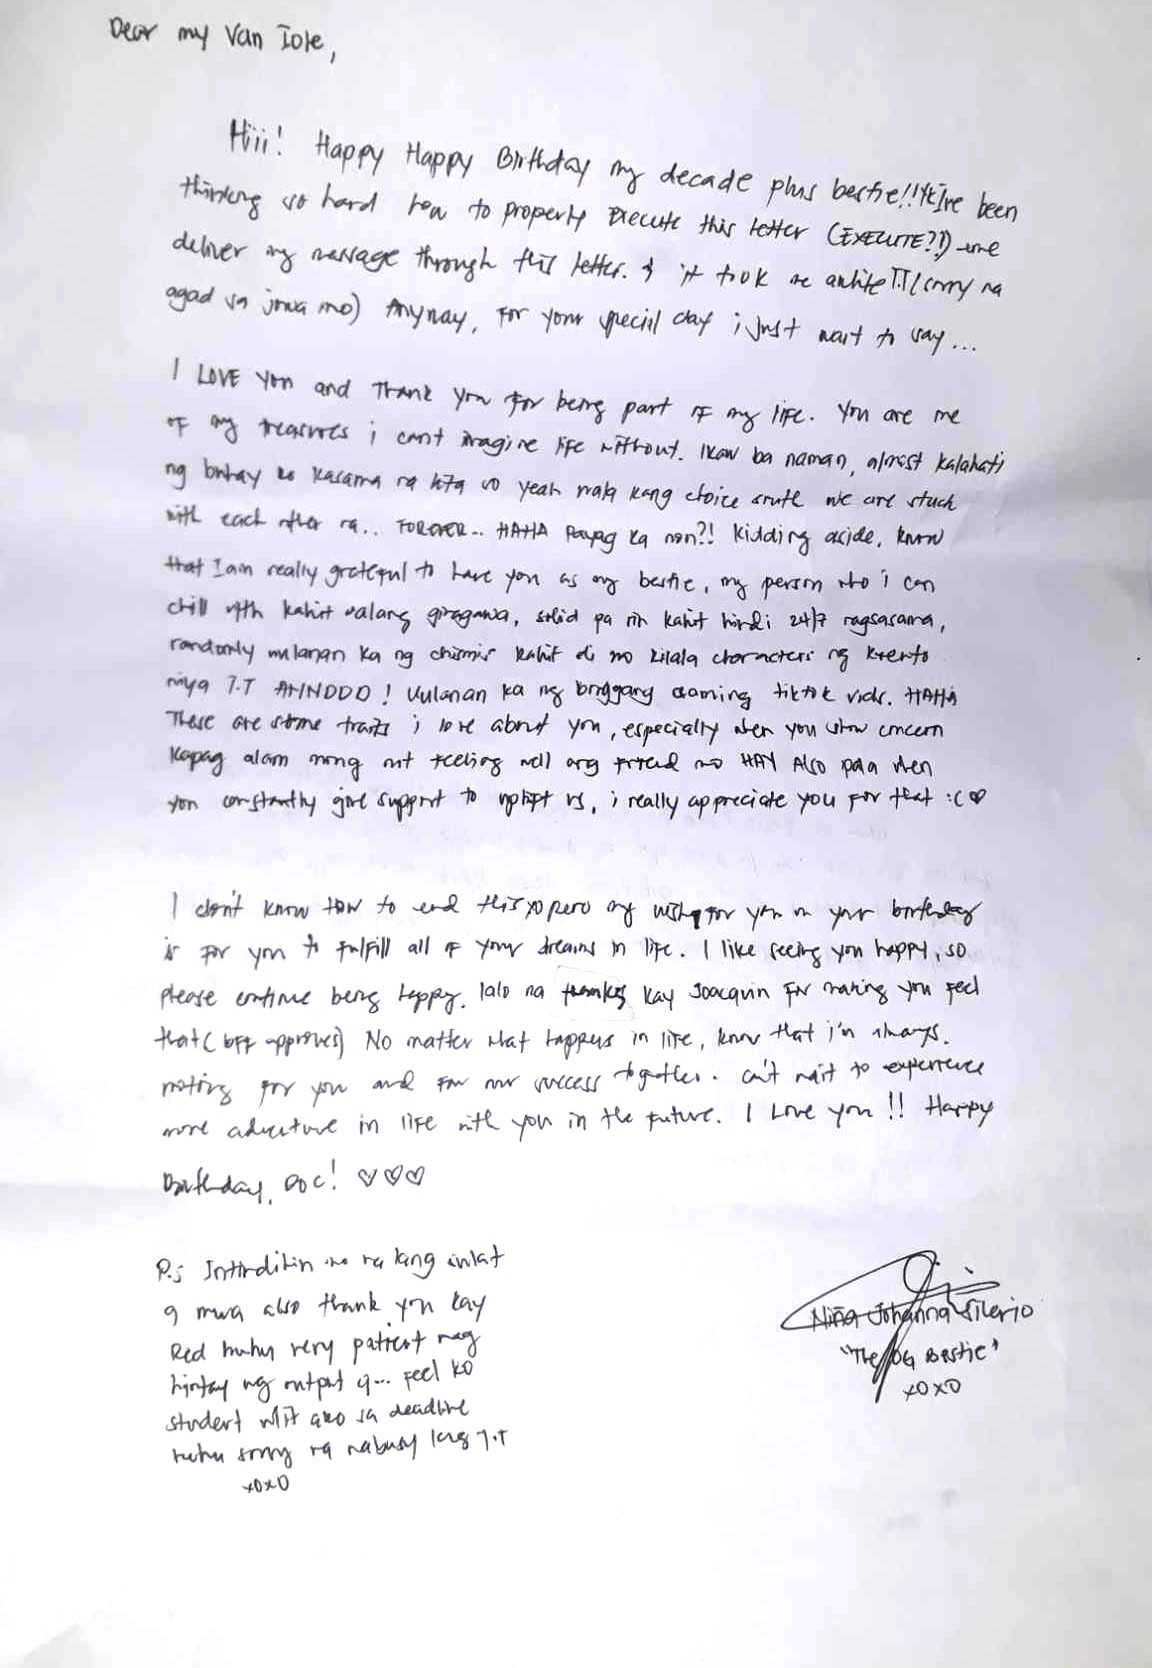 Dear my Van Iole,
Hiii! Happy Happy Birthday my decade plus bestie!! I've been
thinking so hard how to properly execute this letter (EXECUTE?!)
deliver my message through this letter. & it took me awhile T.T (sorry na
agad sa jowa mo) Anyway, for your special day i just want to say...
I LOVE you and Thank you for being part of my life. You are one
of my treasures i can't imagine life without. Ikaw ba naman, almost kalahati
ng buhay ko kasama na kita so yeah wala kang choice we are stuck
with each other na.. FOREVER.. HAHA Payag ka non?! Kidding aside, know
that I am really grateful to have you as my bestie, my person who i can
chill with kahit walang ginagawa, solid pa rin kahit hindi 24/7 nagsasama,
randomly mulanan ka ng chismis kahit di mo kilala characters ng kwento
niya T.T ANNDDD! Uulanan ka ng binggang daming tiktok vids. HAHA
These are some traits i love about you, especially when you show concern
kapag alam mong not feeling well ang friend mo HAY Also pala when
you constantly give support to uplift us, i really appreciate you for that :( ♡
I don't know how to end this pero my wish for you on your birthday
is for you to fulfill all of your dreams in life. I like seeing you happy, so
please continue being happy. lalo na thanks kay Joacquin for making you feel
that ( bff approves) No matter what happens in life, know that i'm always.
rooting for you and for our success together. can't wait to experience
more adventure in life with you in the future. I Love you !! Happy
Birthday, Doc! ♡♡♡
P.s Intindihin mo na lang sulat
q mwa also thank you kay
Red huhu very patient nag
hintay ng output q... feel ko
student ulit ako sa deadline
huhu sorry na nabusy lang T.T
xoxo
Niña Johanna Silerio
"The OG Bestie"
xoxo